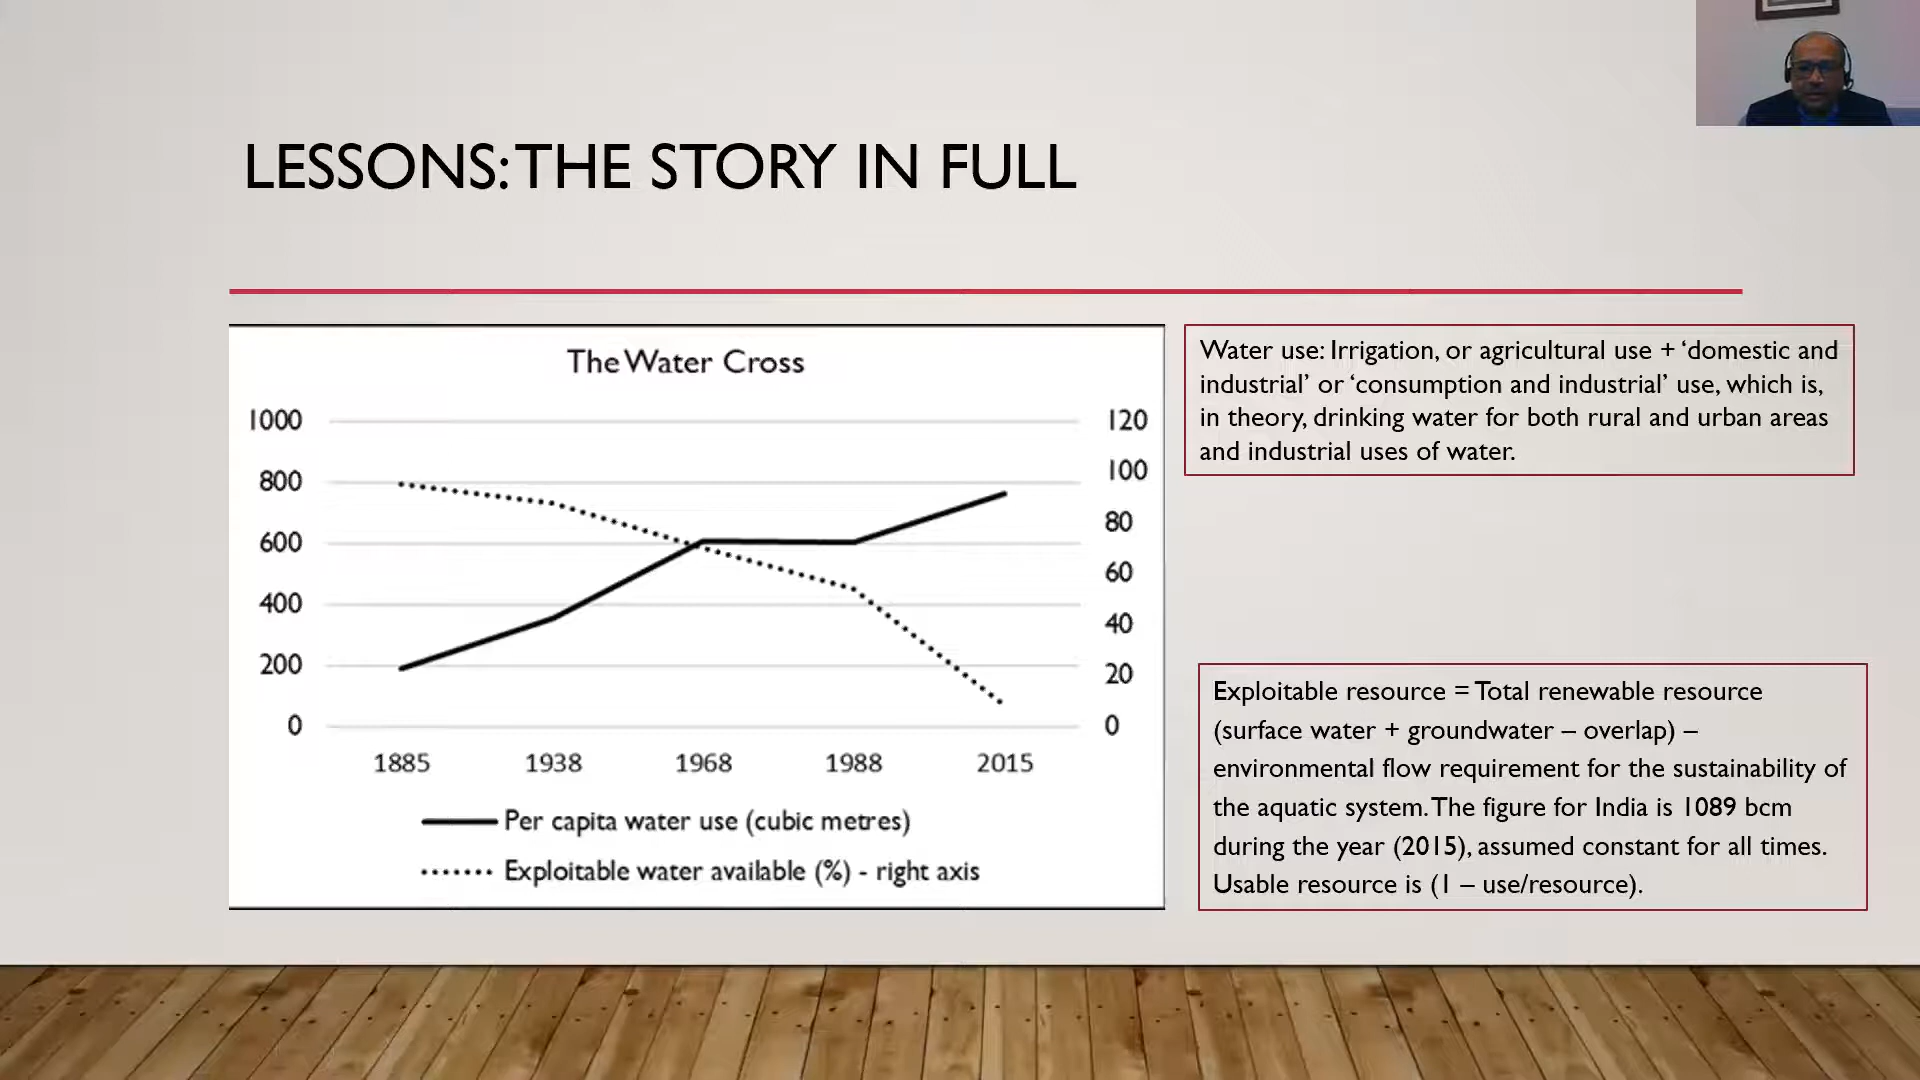 LESSONS: THE STORY IN FULL
The Water Cross
1000
800
600
400
200
0
120
100
80
60
40
20
0
1885 1938 1968 1988 2015
Per capita water use (cubic metres)
Exploitable water available (%) - right axis
Water use: Irrigation, or agricultural use + ‘domestic and
industrial’ or ‘consumption and industrial’ use, which is,
in theory, drinking water for both rural and urban areas
and industrial uses of water.
Exploitable resource = Total renewable resource
(surface water + groundwater – overlap) –
environmental flow requirement for the sustainability of
the aquatic system. The figure for India is 1089 bcm
during the year (2015), assumed constant for all times.
Usable resource is (1 – use/resource).